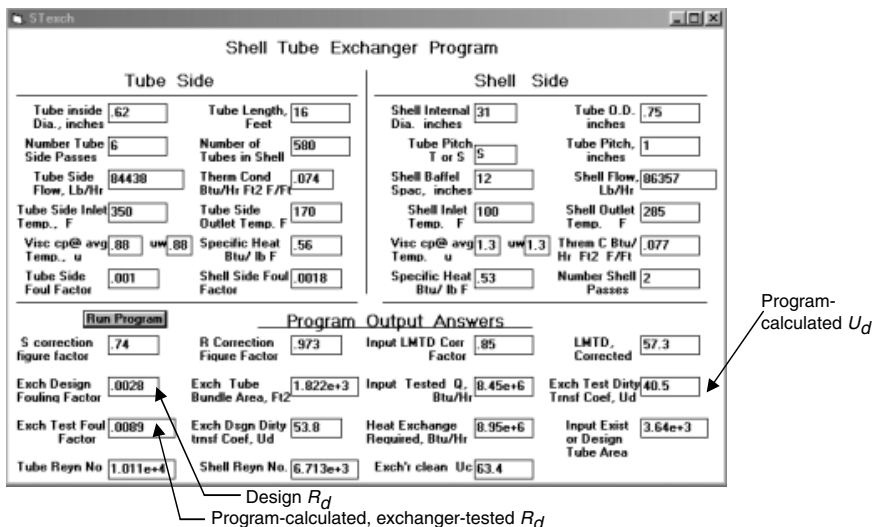 STexch
Shell Tube Exchanger Program
Tube Side
Shell Side
Tube inside Dia., inches .62
Tube Length, Feet 16
Shell Internal Dia. inches 31
Tube O.D. inches .75
Number Tube Side Passes 6
Number of Tubes in Shell 580
Tube Pitch T or S S
Tube Pitch, inches 1
Tube Side Flow, Lb/Hr 84438
Therm Cond Btu/Hr Ft2 F/Ft .074
Shell Baffel Spac, inches 12
Shell Flow, Lb/Hr 86357
Tube Side Inlet Temp., F 350
Tube Side Outlet Temp. F 170
Shell Inlet Temp. F 100
Shell Outlet Temp. F 285
Visc cp@ avg Temp., u .88 uw .88
Specific Heat Btu/ lb F .56
Visc cp@ avg Temp. u 1.3 uw 1.3
Threm C Btu/ Hr Ft2 F/Ft .077
Tube Side Foul Factor .001
Shell Side Foul Factor .0018
Specific Heat Btu/ lb F .53
Number Shell Passes 2
Run Program
Program Output Answers
S correction figure factor .74
R Correction Figure Factor .973
Input LMTD Corr Factor .85
LMTD, Corrected 57.3
Exch Design Fouling Factor .0028
Exch Tube Bundle Area, Ft2 1.822e+3
Input Tested Q, Btu/Hr 8.45e+6
Exch Test Dirty Trnsf Coef, Ud 40.5
Exch Test Foul Factor .0089
Exch Dsgn Dirty trnsf Coef, Ud 53.8
Heat Exchange Required, Btu/Hr 8.95e+6
Input Exist or Design Tube Area 3.64e+3
Tube Reyn No 1.011e+4
Shell Reyn No. 6.713e+3
Exch'r clean Uc 63.4
Program-
calculated Ud
Design Rd
Program-calculated, exchanger-tested Rd